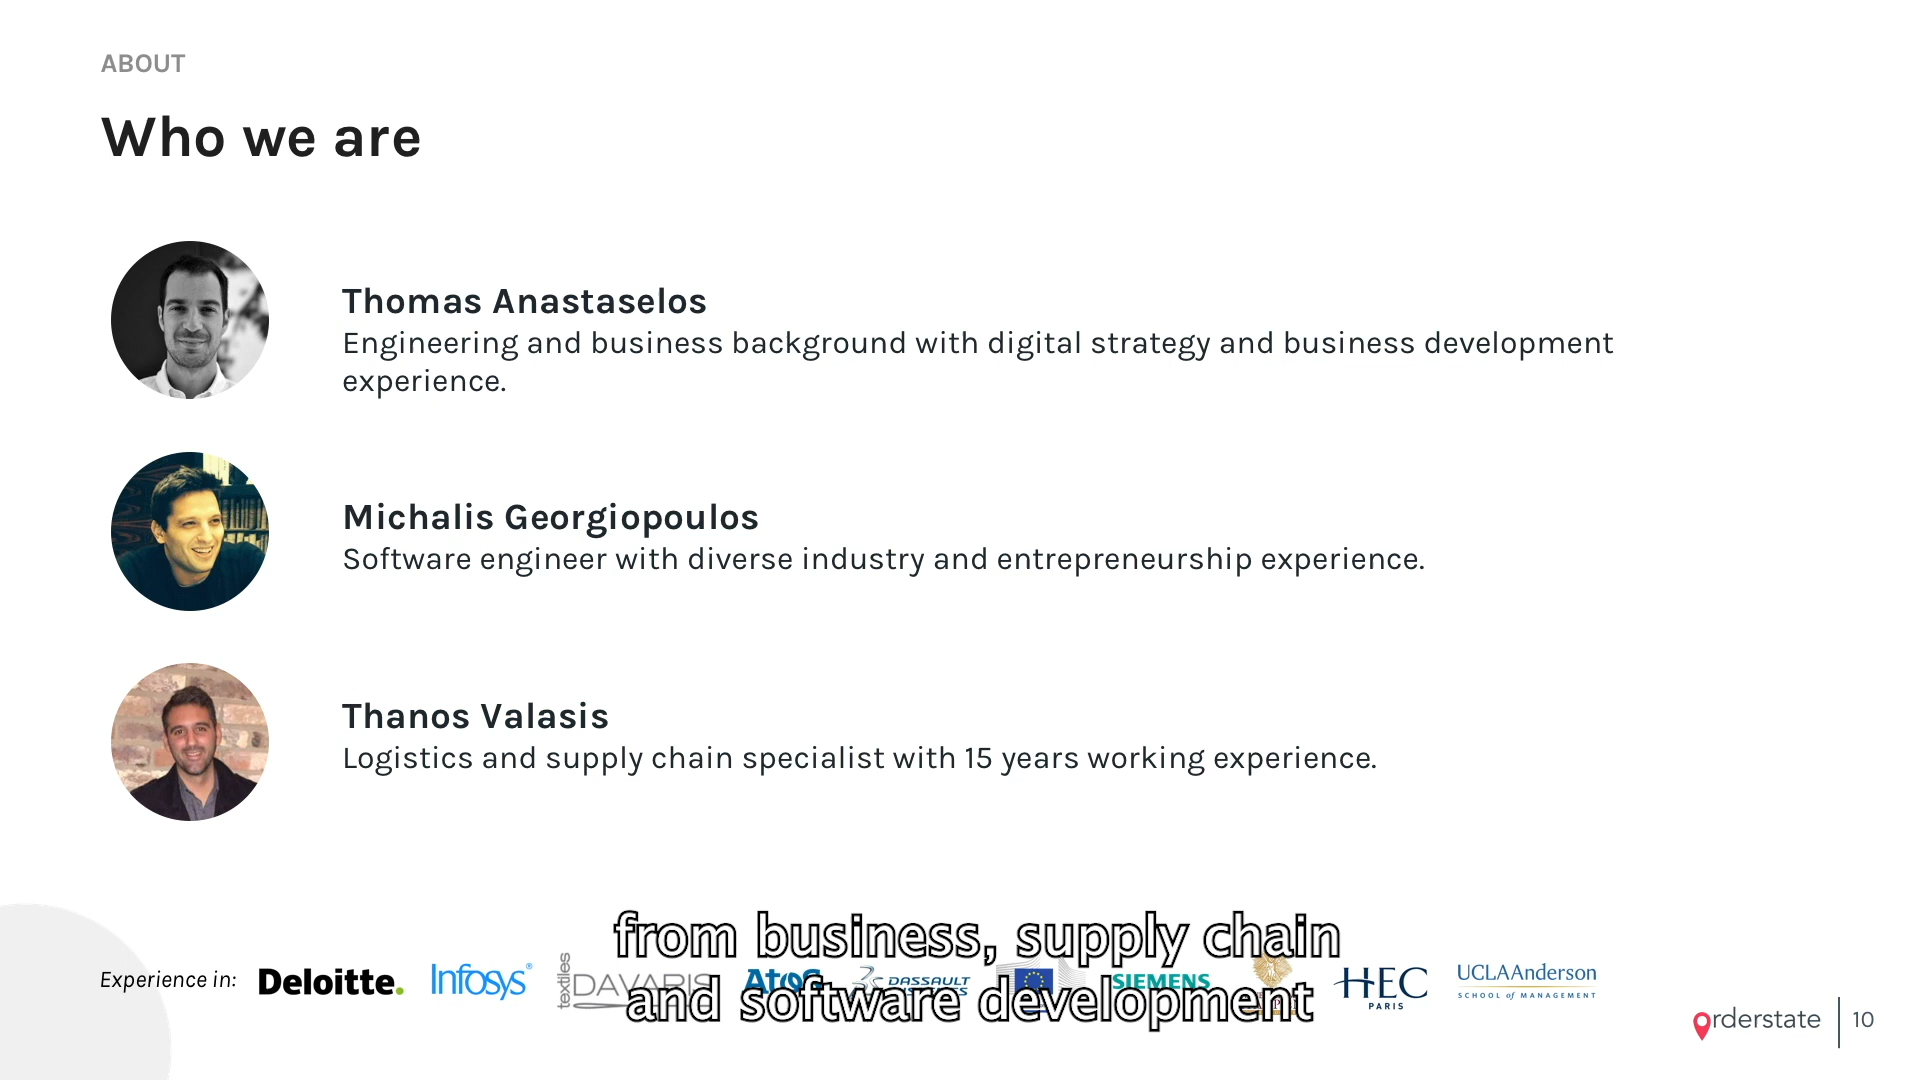 ABOUT
Who we are
Thomas Anastaselos
Engineering and business background with digital strategy and business development
experience.
Michalis Georgiopoulos
Software engineer with diverse industry and entrepreneurship experience.
Thanos Valasis
Logistics and supply chain specialist with 15 years working experience.
from business, supply chain
and software development
Experience in: Deloitte. Infosys® textiles DAVARIS Atos DASSAULT SIEMENS HEC PARIS UCLAAnderson SCHOOL of MANAGEMENT
rderstate 10